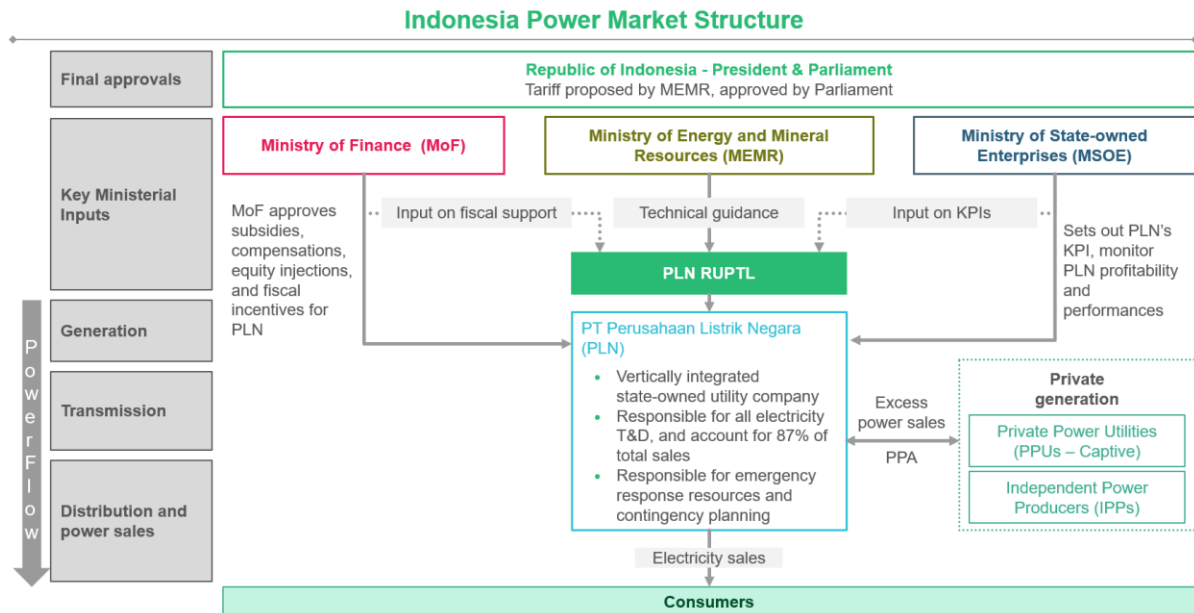 Indonesia Power Market Structure
Final approvals
Republic of Indonesia - President & Parliament
Tariff proposed by MEMR, approved by Parliament
Key Ministerial
Inputs
Ministry of Finance (MoF)
Ministry of Energy and Mineral
Resources (MEMR)
Ministry of State-owned
Enterprises (MSOE)
MoF approves
subsidies,
compensations,
equity injections,
and fiscal
incentives for
PLN
Input on fiscal support
Technical guidance
Input on KPIs
Sets out PLN's
KPI, monitor
PLN profitability
and
performances
PLN RUPTL
Power Flow
Generation
Transmission
Distribution and
power sales
PT Perusahaan Listrik Negara
(PLN)
• Vertically integrated
state-owned utility company
• Responsible for all electricity
T&D, and account for 87% of
total sales
• Responsible for emergency
response resources and
contingency planning
Excess
power sales
PPA
Private
generation
Private Power Utilities
(PPUs – Captive)
Independent Power
Producers (IPPs)
Electricity sales
Consumers